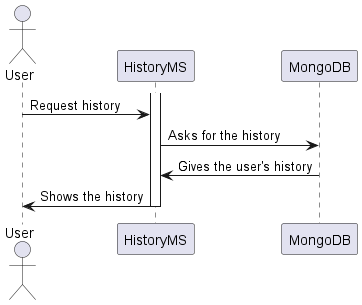 User
HistoryMS
MongoDB
Request history
Asks for the history
Gives the user's history
Shows the history
User
HistoryMS
MongoDB